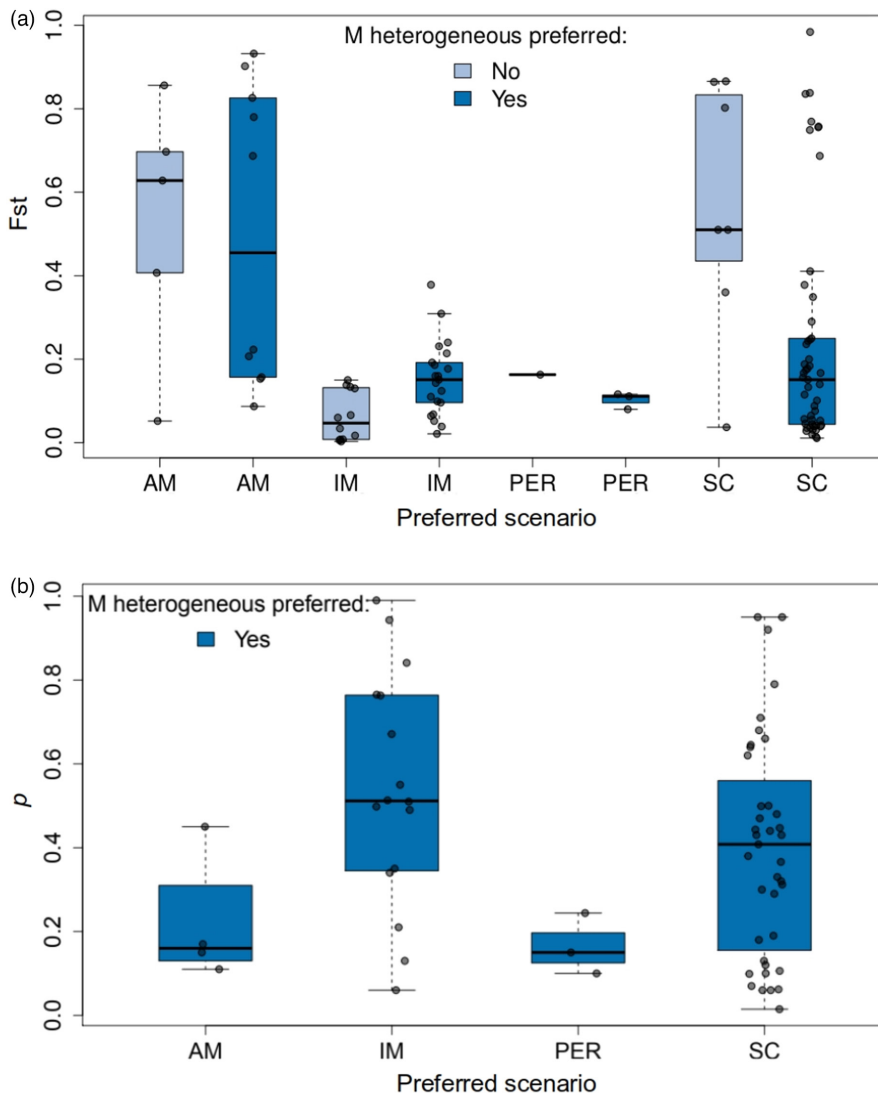 (a)
M heterogeneous preferred:
No
Yes
Fst
1.0
0.8
0.6
0.4
0.2
0.0
AM AM IM IM PER PER SC SC
Preferred scenario
(b)
M heterogeneous preferred:
Yes
p
1.0
0.8
0.6
0.4
0.2
0.0
AM IM PER SC
Preferred scenario